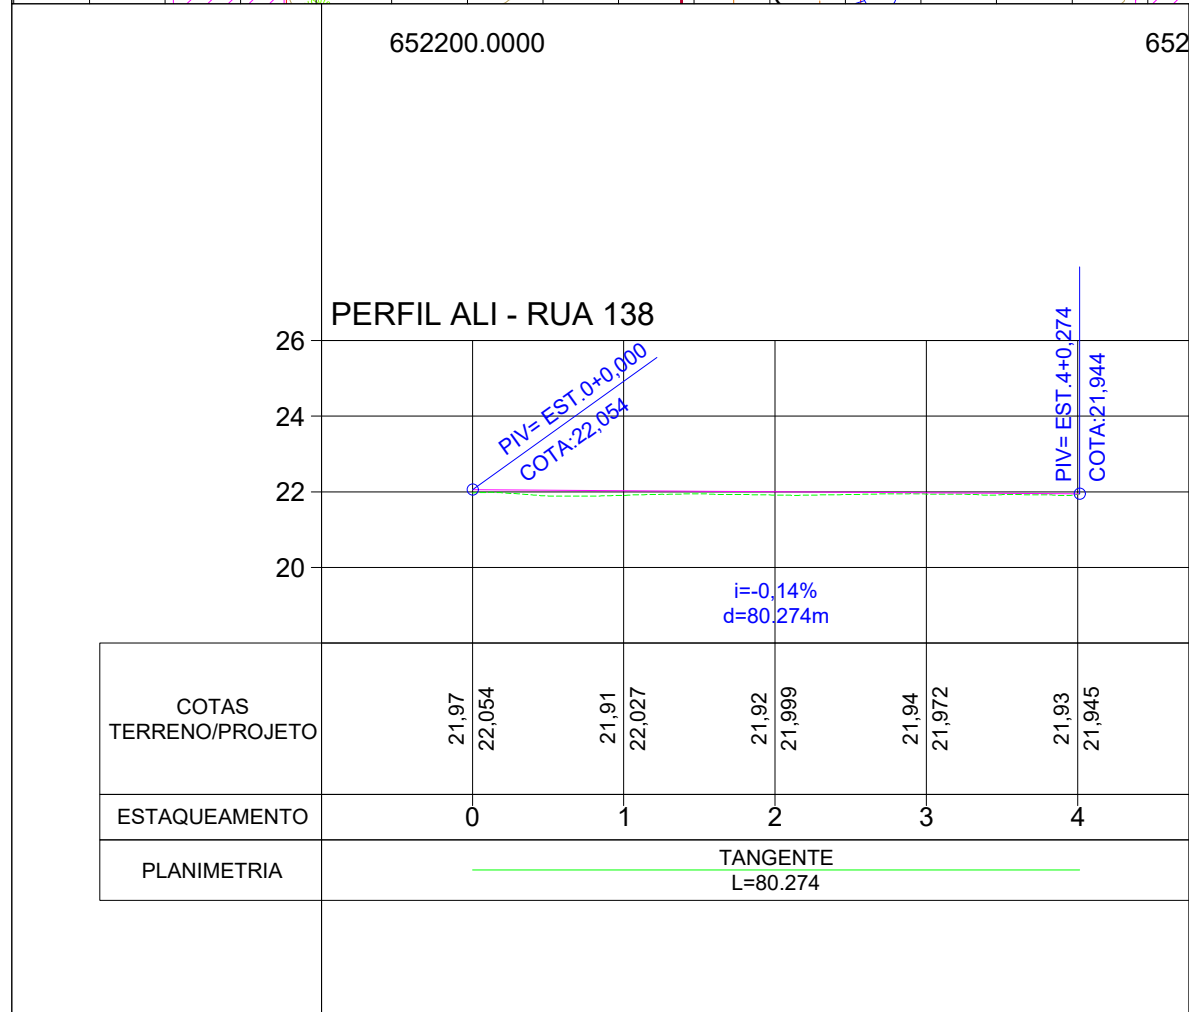 652200.0000
652
PERFIL ALI - RUA 138
26
24
22
20
PIV= EST.0+0,000
COTA:22,054
PIV= EST.4+0,274
COTA:21,944
i=-0,14%
d=80.274m
COTAS
TERRENO/PROJETO
21,97
22,054
21,91
22,027
21,92
21,999
21,94
21,972
21,93
21,945
ESTAQUEAMENTO
0
1
2
3
4
PLANIMETRIA
TANGENTE
L=80.274